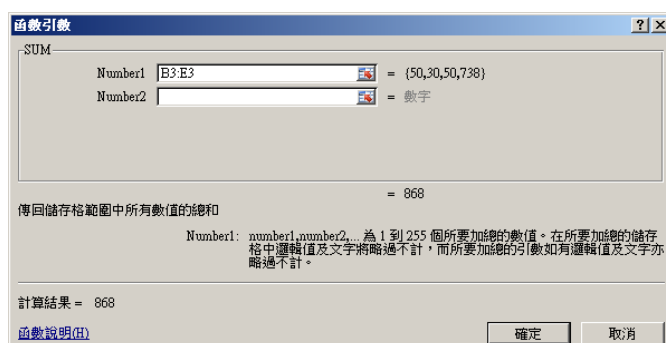 函數引數
SUM
Number1 B3:E3 = {50,30,50,738}
Number2 = 數字
= 868
傳回儲存格範圍中所有數值的總和
Number1: number1,number2,... 為 1 到 255 個所要加總的數值。在所要加總的儲存
格中邏輯值及文字將略過不計，而所要加總的引數如有邏輯值及文字亦
略過不計。
計算結果 = 868
函數說明(H) 確定 取消